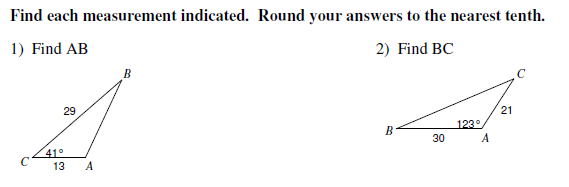 Find each measurement indicated. Round your answers to the nearest tenth.
1) Find AB
2) Find BC
B
29
41°
C
13
A
C
21
123°
B
30
A